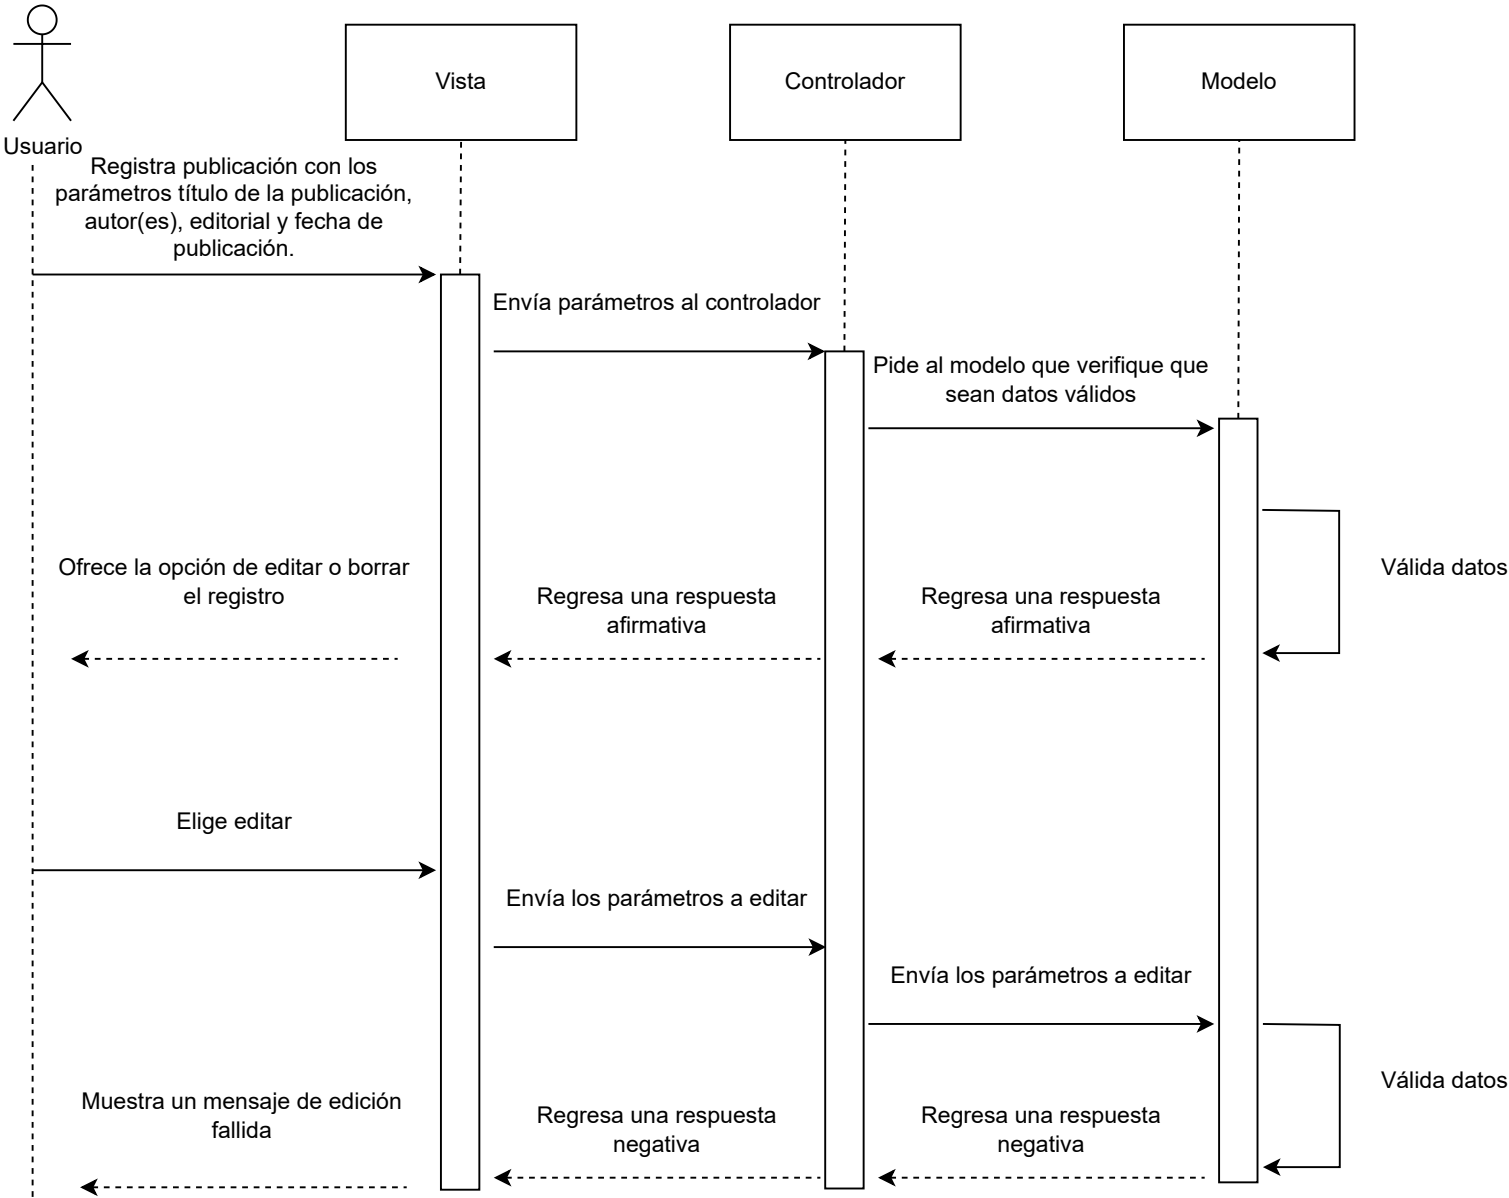 Usuario
Vista
Controlador
Modelo
Registra publicación con los
parámetros título de la publicación,
autor(es), editorial y fecha de
publicación.
Envía parámetros al controlador
Pide al modelo que verifique que
sean datos válidos
Válida datos
Regresa una respuesta
afirmativa
Regresa una respuesta
afirmativa
Ofrece la opción de editar o borrar
el registro
Elige editar
Envía los parámetros a editar
Envía los parámetros a editar
Válida datos
Regresa una respuesta
negativa
Regresa una respuesta
negativa
Muestra un mensaje de edición
fallida